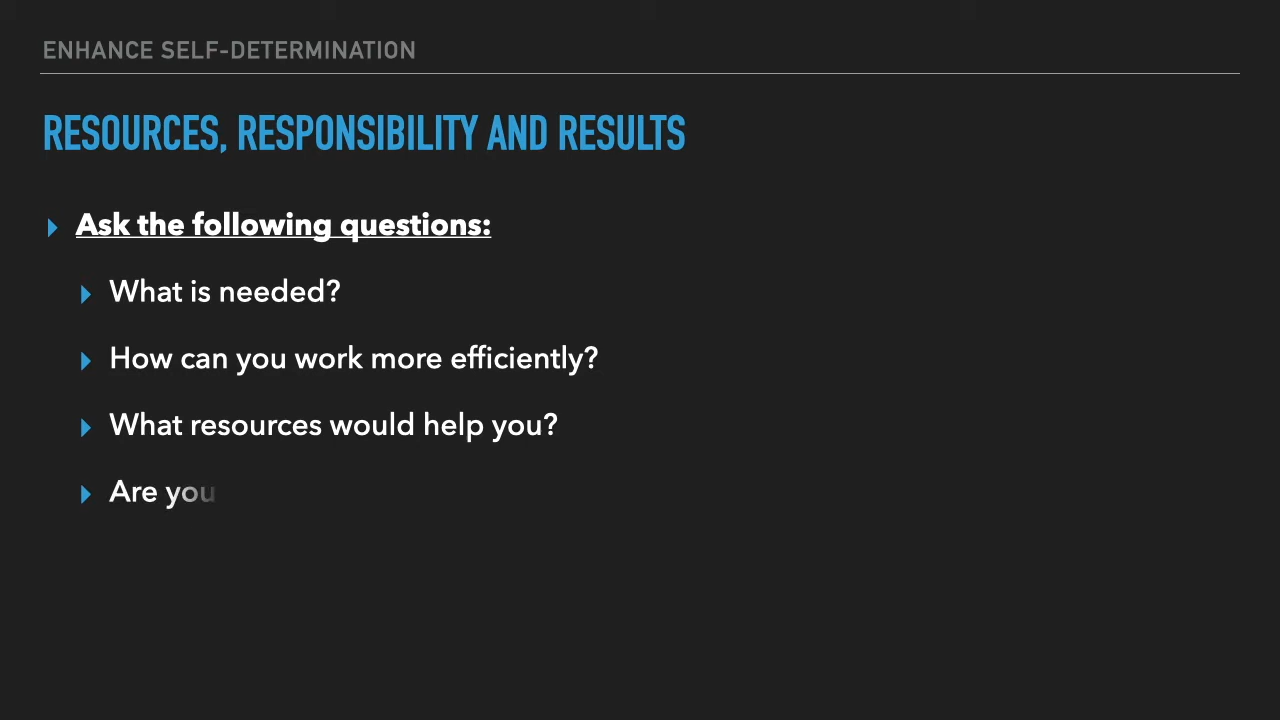 ENHANCE SELF-DETERMINATION
RESOURCES, RESPONSIBILITY AND RESULTS
Ask the following questions:
What is needed?
How can you work more efficiently?
What resources would help you?
Are you